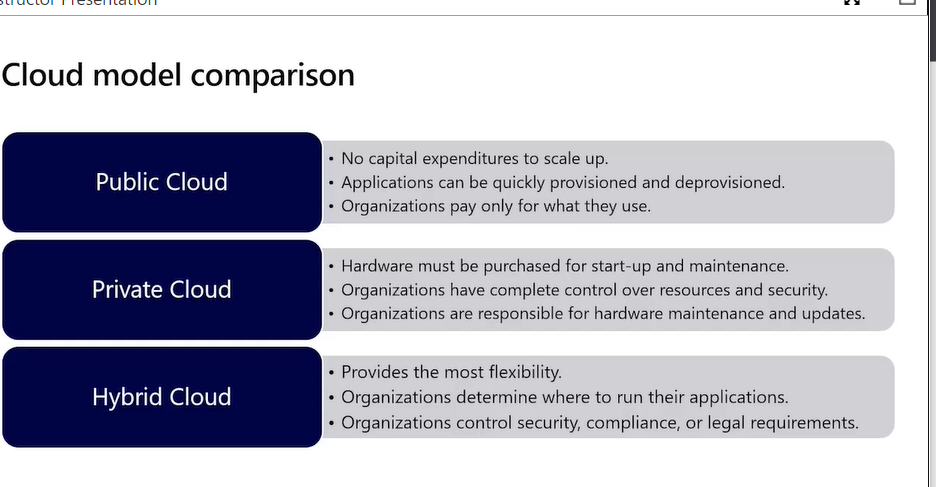 Instructor Presentation
Cloud model comparison
Public Cloud
• No capital expenditures to scale up.
• Applications can be quickly provisioned and deprovisioned.
• Organizations pay only for what they use.
Private Cloud
• Hardware must be purchased for start-up and maintenance.
• Organizations have complete control over resources and security.
• Organizations are responsible for hardware maintenance and updates.
Hybrid Cloud
• Provides the most flexibility.
• Organizations determine where to run their applications.
• Organizations control security, compliance, or legal requirements.